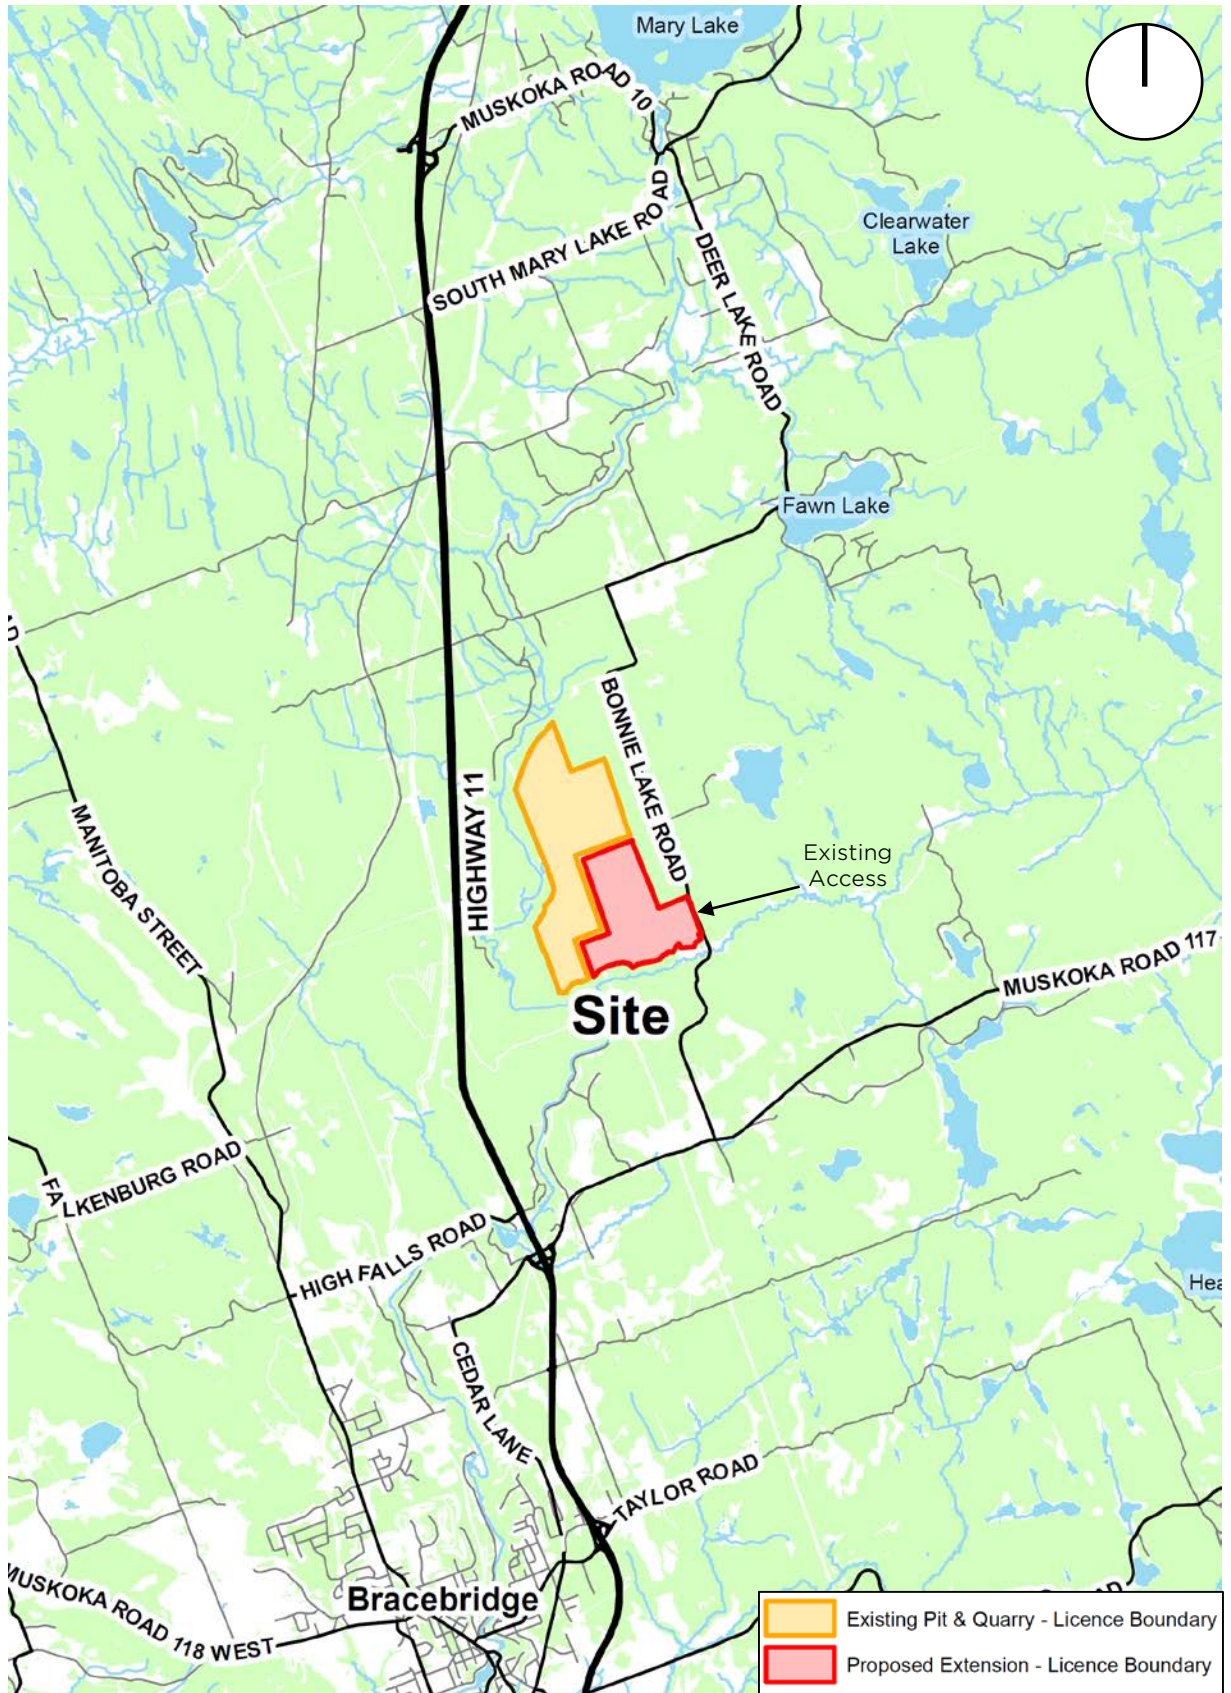 Mary Lake
MUSKOKA ROAD 10
SOUTH MARY LAKE ROAD
Clearwater
Lake
DEER LAKE ROAD
Fawn Lake
BONNIE LAKE ROAD
HIGHWAY 11
MANITOBA STREET
Existing
Access
MUSKOKA ROAD 117
Site
FALKENBURG ROAD
HIGH FALLS ROAD
Hea
CEDAR LANE
TAYLOR ROAD
Bracebridge
MUSKOKA ROAD 118 WEST
Existing Pit & Quarry - Licence Boundary
Proposed Extension - Licence Boundary